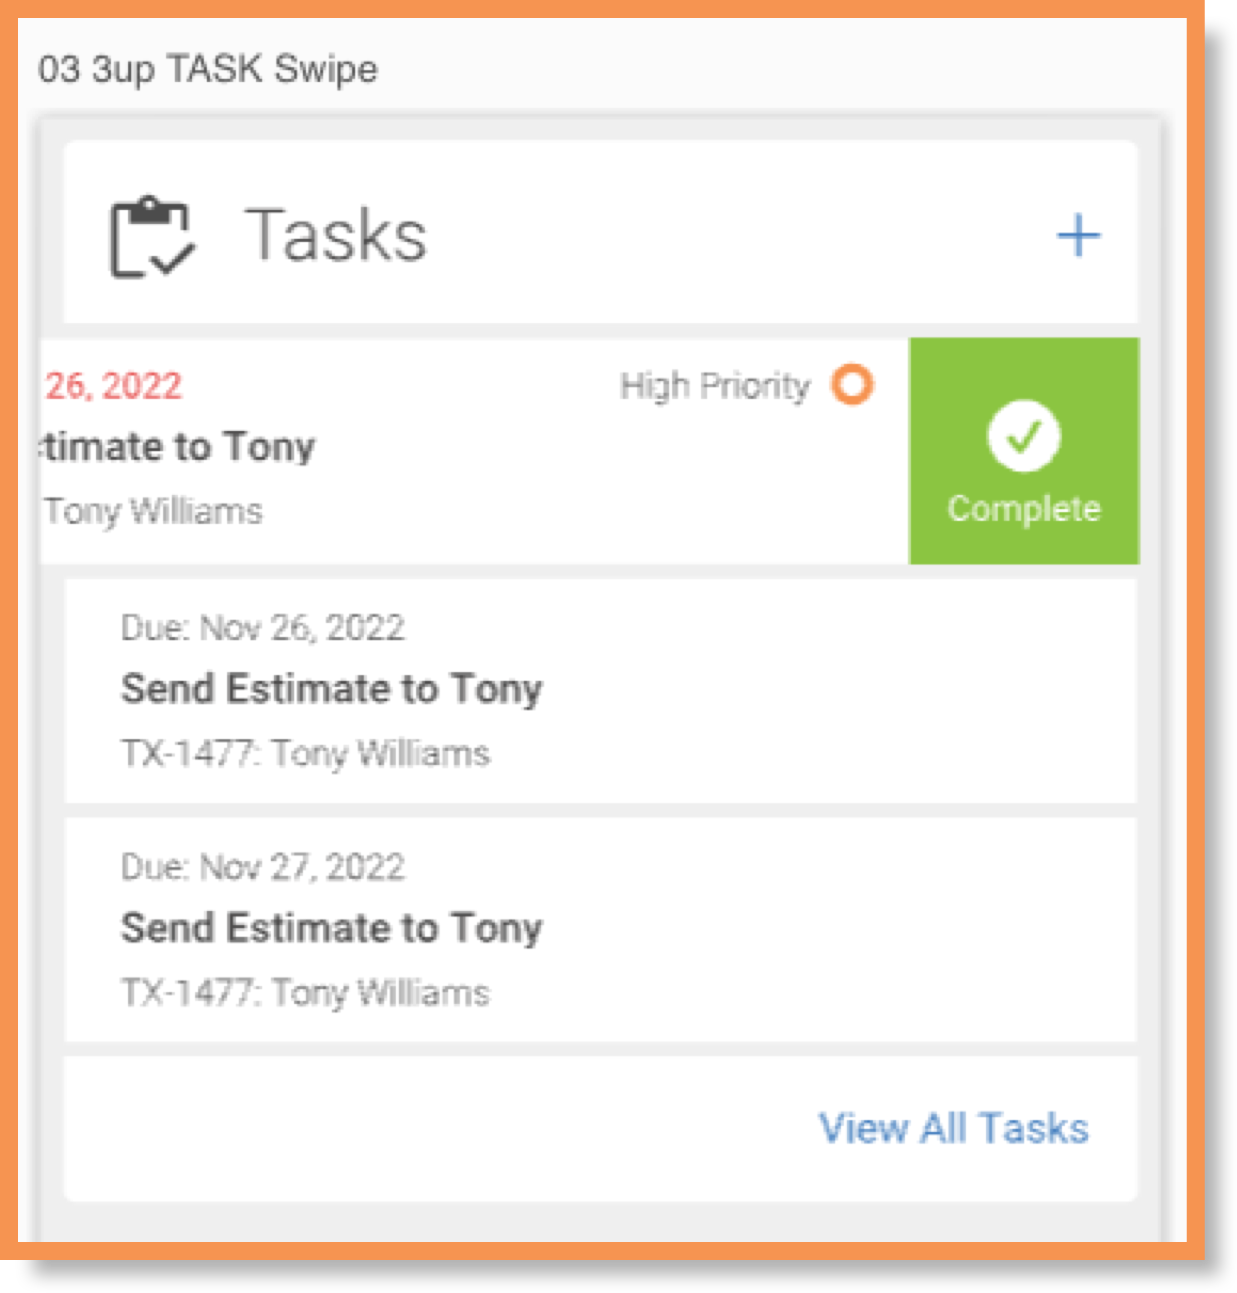 03 3up TASK Swipe
Tasks
26, 2022 High Priority
timate to Tony
Tony Williams
Complete
Due: Nov 26, 2022
Send Estimate to Tony
TX-1477: Tony Williams
Due: Nov 27, 2022
Send Estimate to Tony
TX-1477: Tony Williams
View All Tasks